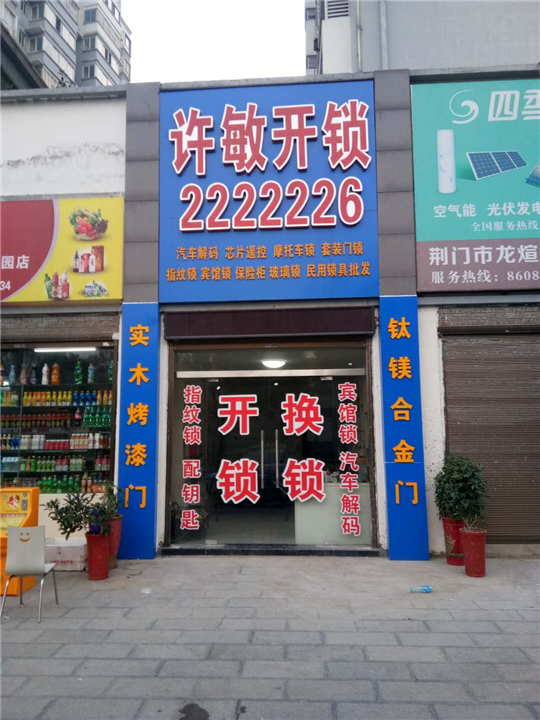 许敏开锁
2222226
汽车解码 芯片遥控 摩托车锁 套装门锁
指纹锁 宾馆锁 保险柜 玻璃锁 民用锁具批发
实木烤漆门
钛镁合金门
指纹锁 配钥匙
开锁
换锁
宾馆锁 汽车解码
园店
34
四季
空气能 光伏发电
全国服务热
荆门市龙煊
服务热线：8608